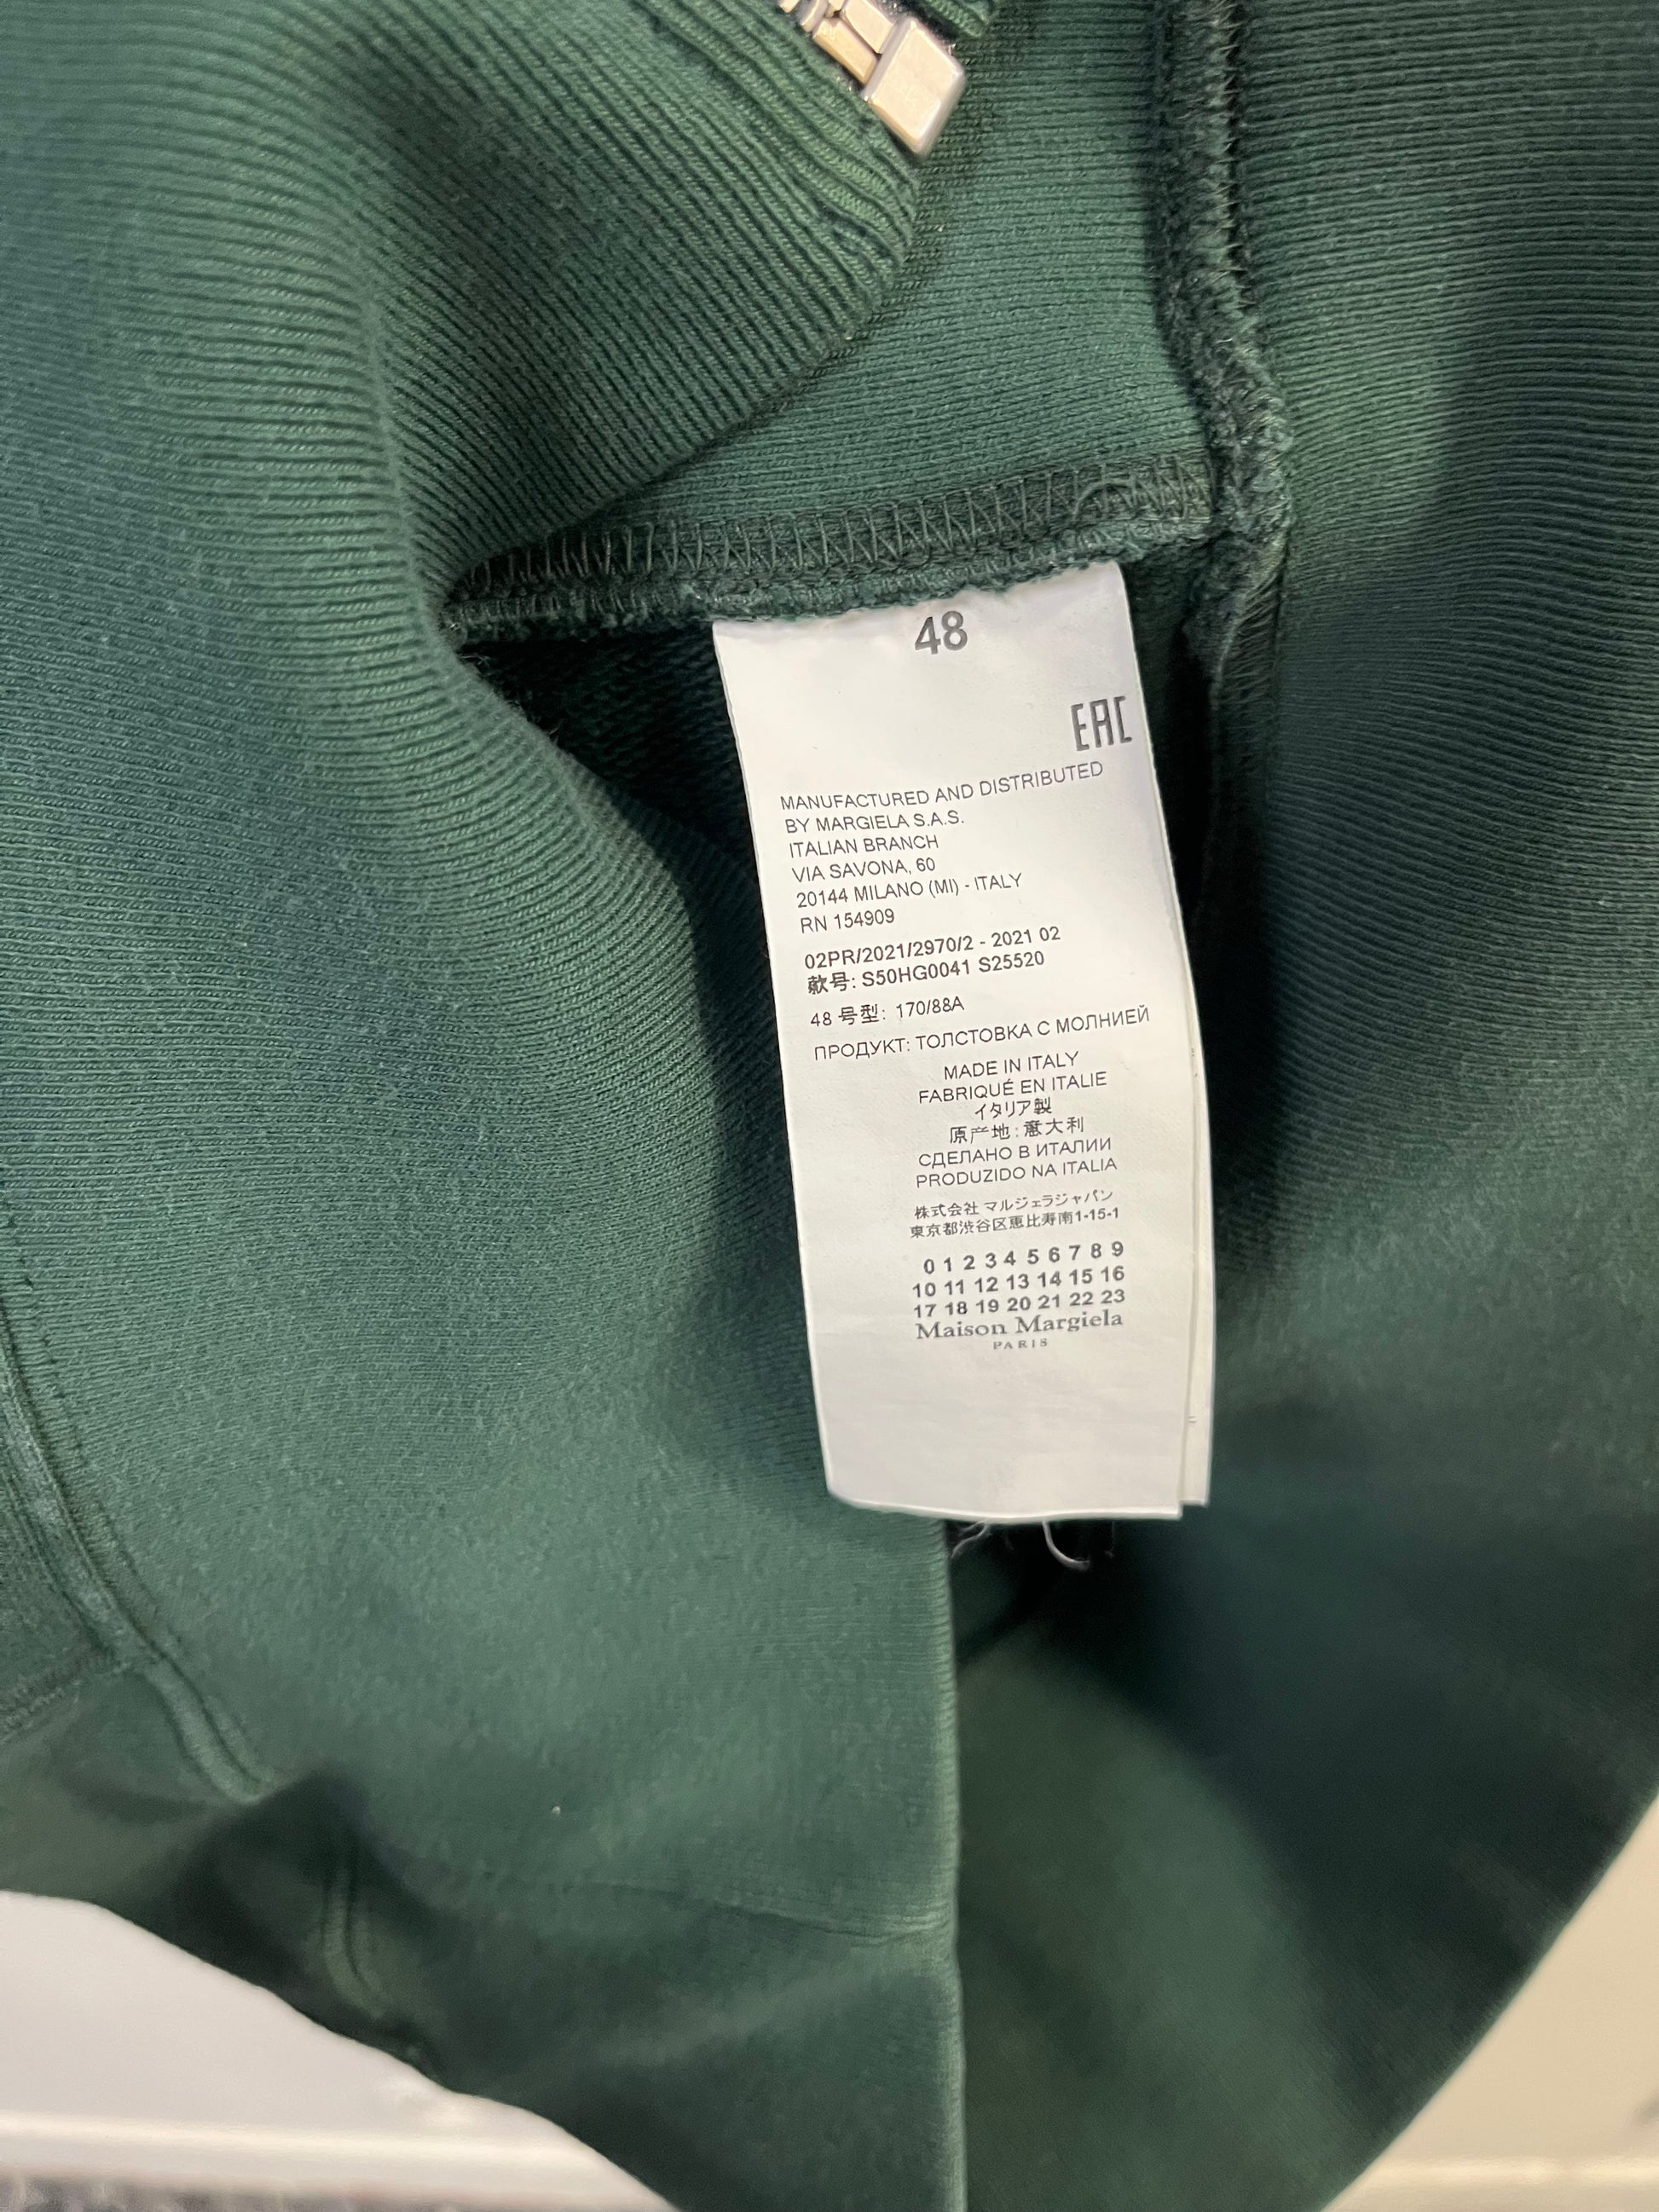 48
EAC
MANUFACTURED AND DISTRIBUTED
BY MARGIELA S.A.S.
ITALIAN BRANCH
VIA SAVONA, 60
20144 MILANO (MI) - ITALY
RN 154909
02PR/2021/2970/2 - 2021 02
款号: S50HG0041 S25520
48 号型: 170/88A
ПРОДУКТ: ТОЛСТОВКА С МОЛНИЕЙ
MADE IN ITALY
FABRIQUÉ EN ITALIE
イタリア製
原产地: 意大利
СДЕЛАНО В ИТАЛИИ
PRODUZIDO NA ITALIA
株式会社 マルジェラジャパン
東京都渋谷区恵比寿南1-15-1
0 1 2 3 4 5 6 7 8 9
10 11 12 13 14 15 16
17 18 19 20 21 22 23
Maison Margiela
PARIS